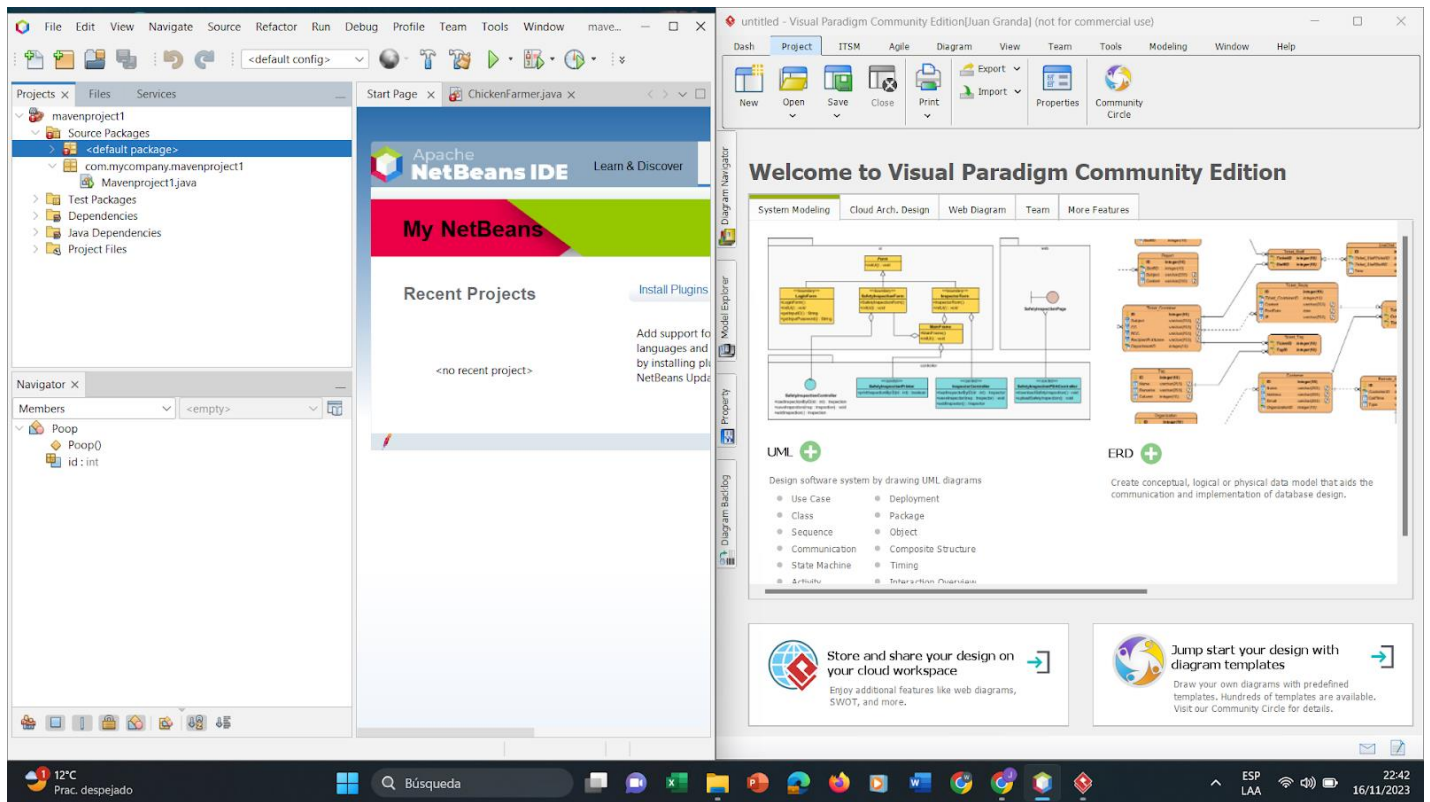 File Edit View Navigate Source Refactor Run Debug Profile Team Tools Window mave...
<default config>
Projects Files Services
mavenproject1
Source Packages
<default package>
com.mycompany.mavenproject1
Mavenproject1.java
Test Packages
Dependencies
Java Dependencies
Project Files
Navigator
Members <empty>
Poop
Poop()
id : int
Start Page ChickenFarmer.java
Apache
NetBeans IDE Learn & Discover
My NetBeans
Recent Projects
<no recent project>
Install Plugins
Add support fo
languages and
by installing plu
NetBeans Upda
untitled - Visual Paradigm Community Edition[Juan Granda] (not for commercial use)
Dash Project ITSM Agile Diagram View Team Tools Modeling Window Help
New Open Save Close Print Export Import Properties Community Circle
Diagram Navigator
Model Explorer
Property
Diagram Backlog
Welcome to Visual Paradigm Community Edition
System Modeling Cloud Arch. Design Web Diagram Team More Features
UML
Design software system by drawing UML diagrams
Use Case Deployment
Class Package
Sequence Object
Communication Composite Structure
State Machine Timing
Activity Interaction Overview
ERD
Create conceptual, logical or physical data model that aids the
communication and implementation of database design.
Store and share your design on
your cloud workspace
Enjoy additional features like web diagrams,
SWOT, and more.
Jump start your design with
diagram templates
Draw your own diagrams with predefined
templates. Hundreds of templates are available.
Visit our Community Circle for details.
1
12°C
Prac. despejado
Búsqueda
ESP
LAA
22:42
16/11/2023